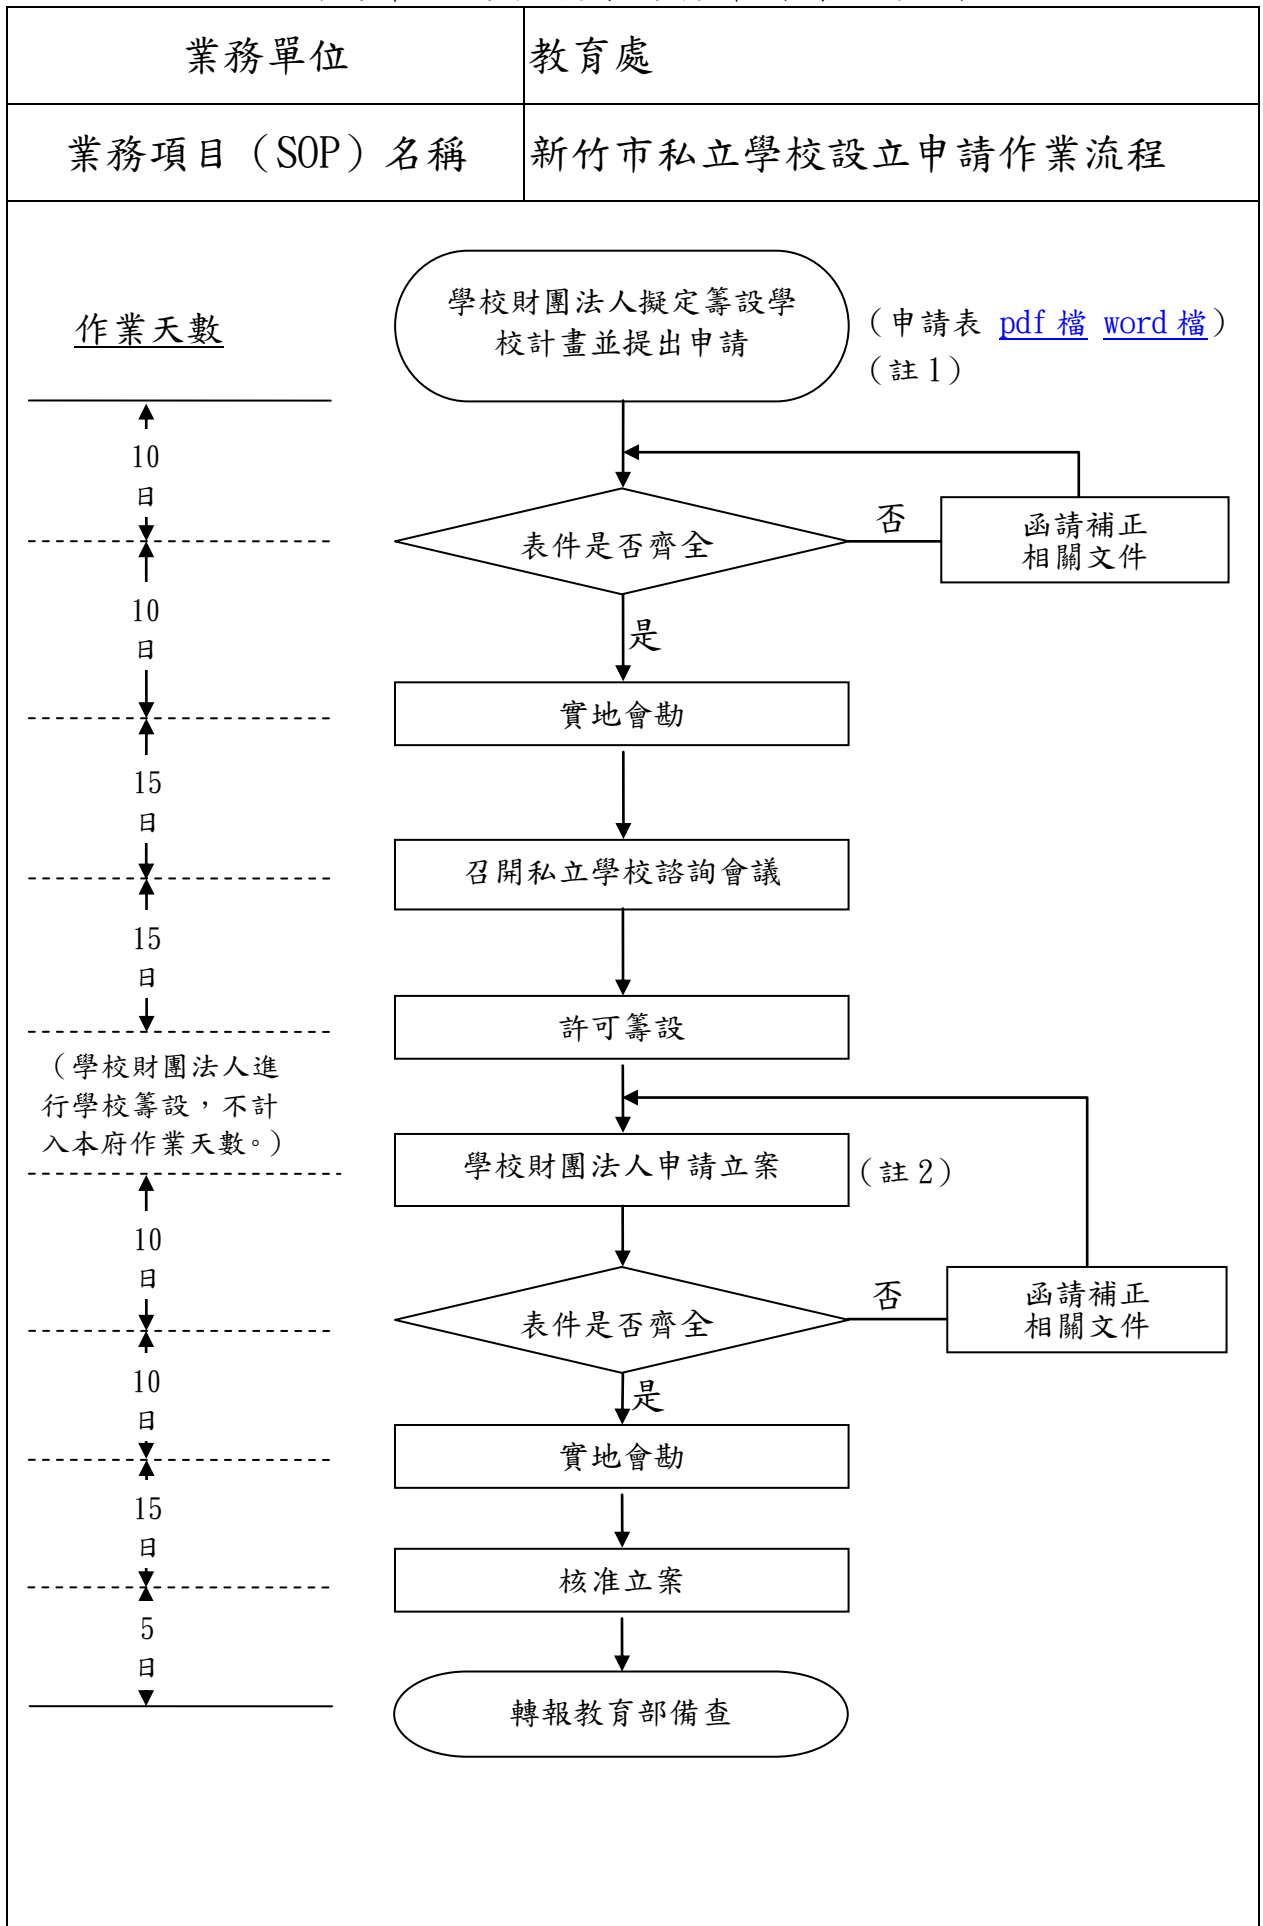 業務單位
教育處
業務項目（SOP）名稱
新竹市私立學校設立申請作業流程
作業天數
學校財團法人擬定籌設學
校計畫並提出申請
（申請表 pdf 檔 word 檔）
（註 1）
10
日
表件是否齊全
否
函請補正
相關文件
10
日
是
實地會勘
15
日
召開私立學校諮詢會議
15
日
許可籌設
（學校財團法人進
行學校籌設，不計
入本府作業天數。）
學校財團法人申請立案
（註 2）
10
日
表件是否齊全
否
函請補正
相關文件
10
日
是
實地會勘
15
日
核准立案
5
日
轉報教育部備查